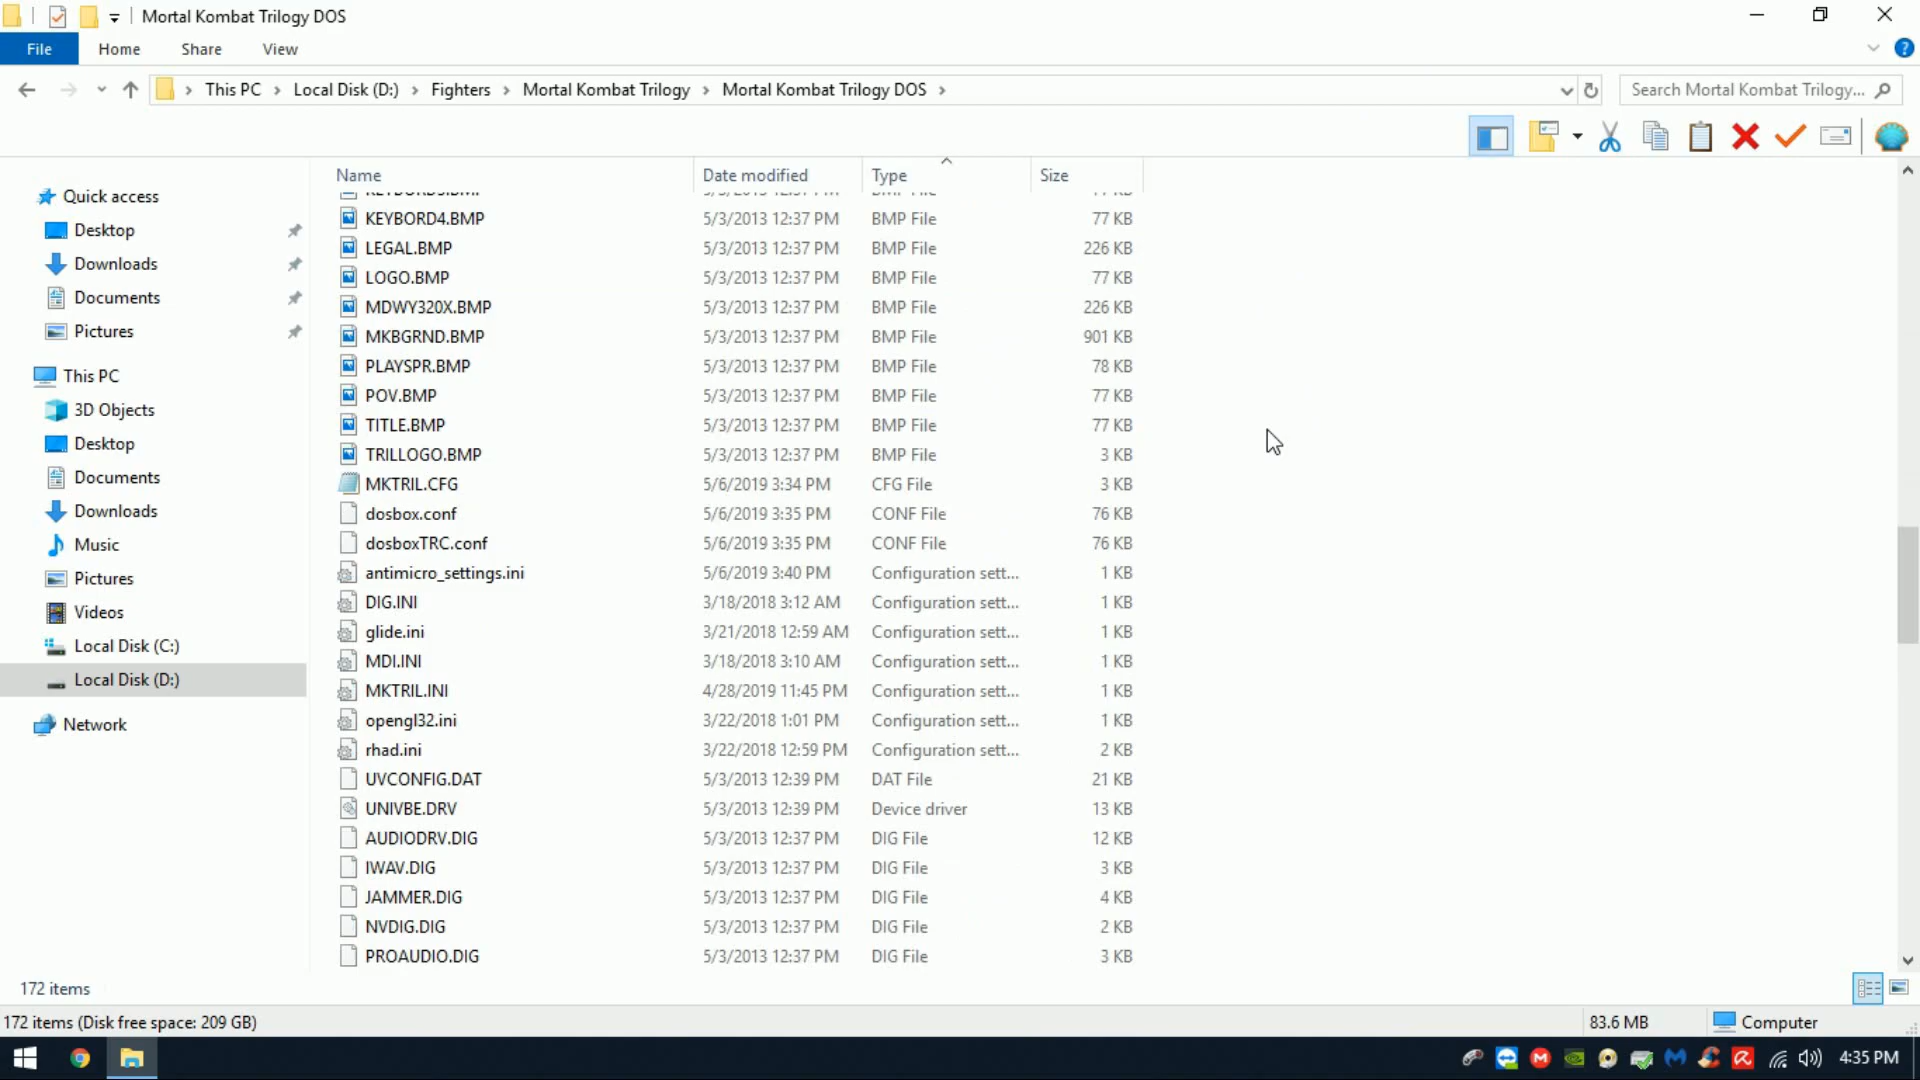 Mortal Kombat Trilogy DOS
File Home Share View
This PC Local Disk (D:) Fighters Mortal Kombat Trilogy Mortal Kombat Trilogy DOS Search Mortal Kombat Trilogy...
Name Date modified Type Size
KEYBORD4.BMP 5/3/2013 12:37 PM BMP File 77 KB
LEGAL.BMP 5/3/2013 12:37 PM BMP File 226 KB
LOGO.BMP 5/3/2013 12:37 PM BMP File 77 KB
MDWY320X.BMP 5/3/2013 12:37 PM BMP File 226 KB
MKBGRND.BMP 5/3/2013 12:37 PM BMP File 901 KB
PLAYSPR.BMP 5/3/2013 12:37 PM BMP File 78 KB
POV.BMP 5/3/2013 12:37 PM BMP File 77 KB
TITLE.BMP 5/3/2013 12:37 PM BMP File 77 KB
TRILLOGO.BMP 5/3/2013 12:37 PM BMP File 3 KB
MKTRIL.CFG 5/6/2019 3:34 PM CFG File 3 KB
dosbox.conf 5/6/2019 3:35 PM CONF File 76 KB
dosboxTRC.conf 5/6/2019 3:35 PM CONF File 76 KB
antimicro_settings.ini 5/6/2019 3:40 PM Configuration sett... 1 KB
DIG.INI 3/18/2018 3:12 AM Configuration sett... 1 KB
glide.ini 3/21/2018 12:59 AM Configuration sett... 1 KB
MDI.INI 3/18/2018 3:10 AM Configuration sett... 1 KB
MKTRIL.INI 4/28/2019 11:45 PM Configuration sett... 1 KB
opengl32.ini 3/22/2018 1:01 PM Configuration sett... 1 KB
rhad.ini 3/22/2018 12:59 PM Configuration sett... 2 KB
UVCONFIG.DAT 5/3/2013 12:39 PM DAT File 21 KB
UNIVBE.DRV 5/3/2013 12:39 PM Device driver 13 KB
AUDIODRV.DIG 5/3/2013 12:37 PM DIG File 12 KB
IWAV.DIG 5/3/2013 12:37 PM DIG File 3 KB
JAMMER.DIG 5/3/2013 12:37 PM DIG File 4 KB
NVDIG.DIG 5/3/2013 12:37 PM DIG File 2 KB
PROAUDIO.DIG 5/3/2013 12:37 PM DIG File 3 KB
Quick access
Desktop
Downloads
Documents
Pictures
This PC
3D Objects
Desktop
Documents
Downloads
Music
Pictures
Videos
Local Disk (C:)
Local Disk (D:)
Network
172 items
172 items (Disk free space: 209 GB) 83.6 MB Computer
4:35 PM